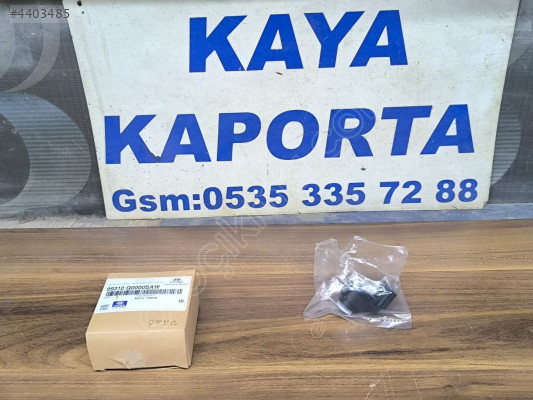 #4403485
KAYA
KAPORTA
Gsm:0535 335 72 88
99310 Q0000SAW